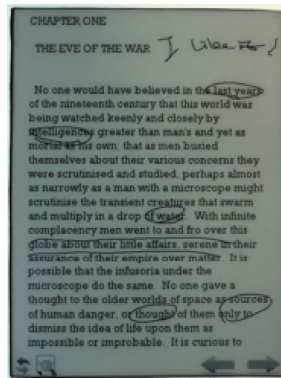 CHAPTER ONE
THE EVE OF THE WAR I Like
No one would have believed in the last years
of the nineteenth century that this world was
being watched keenly and closely by
intelligences greater than man's and yet as
mortal as his own; that as men busied
themselves about their various concerns they
were scrutinised and studied, perhaps almost
as narrowly as a man with a microscope might
scrutinise the transient creatures that swarm
and multiply in a drop of water. With infinite
complacency men went to and fro over this
globe about their little affairs, serene in their
assurance of their empire over matter. It is
possible that the infusoria under the
microscope do the same. No one gave a
thought to the older worlds of space as sources
of human danger, or thought of them only to
dismiss the idea of life upon them as
impossible or improbable. It is curious to